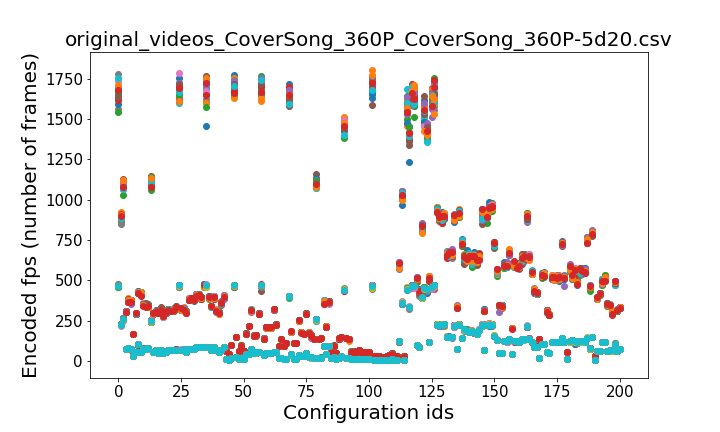 original_videos_CoverSong_360P_CoverSong_360P-5d20.csv
Encoded fps (number of frames)
1750
1500
1250
1000
750
500
250
0
0 25 50 75 100 125 150 175 200
Configuration ids